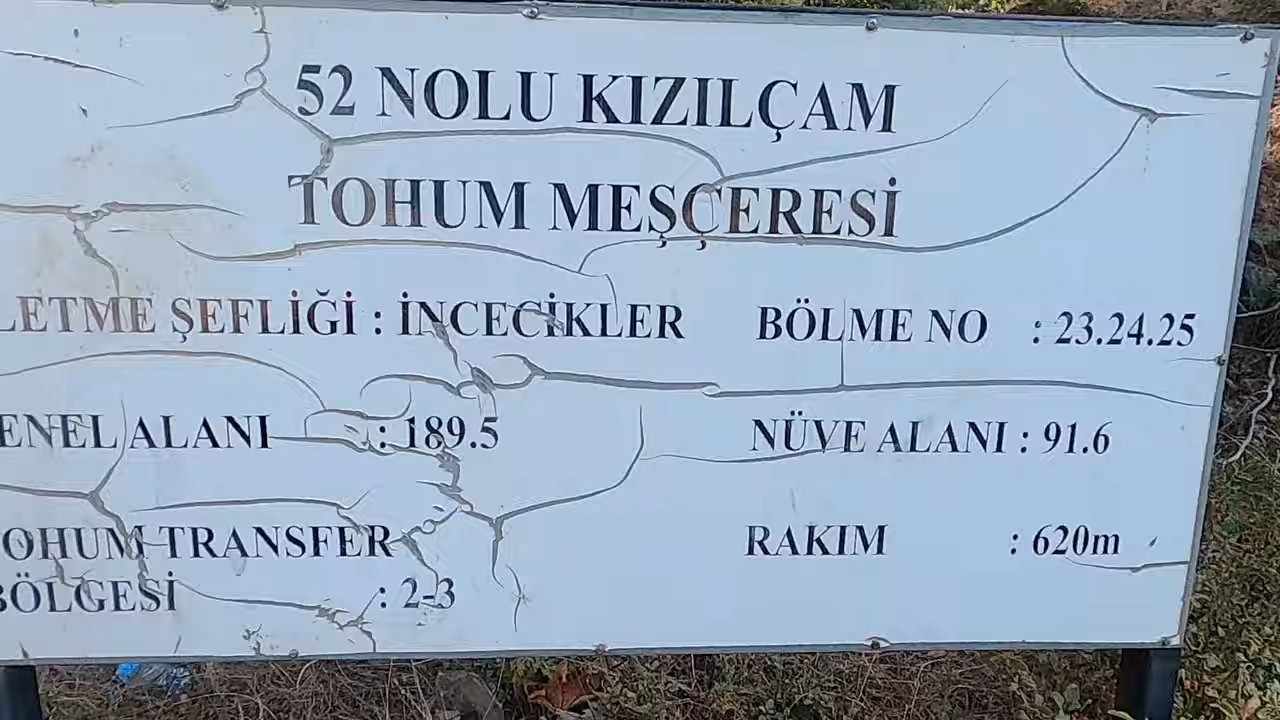 52 NOLU KIZILÇAM
TOHUM MEŞÇERESİ
LETME ŞEFLİĞİ : İNCECİKLER BÖLME NO : 23.24.25
ENEL ALANI : 189.5 NÜVE ALANI : 91.6
OHUM TRANSFER RAKIM : 620m
BÖLGESİ : 2-3